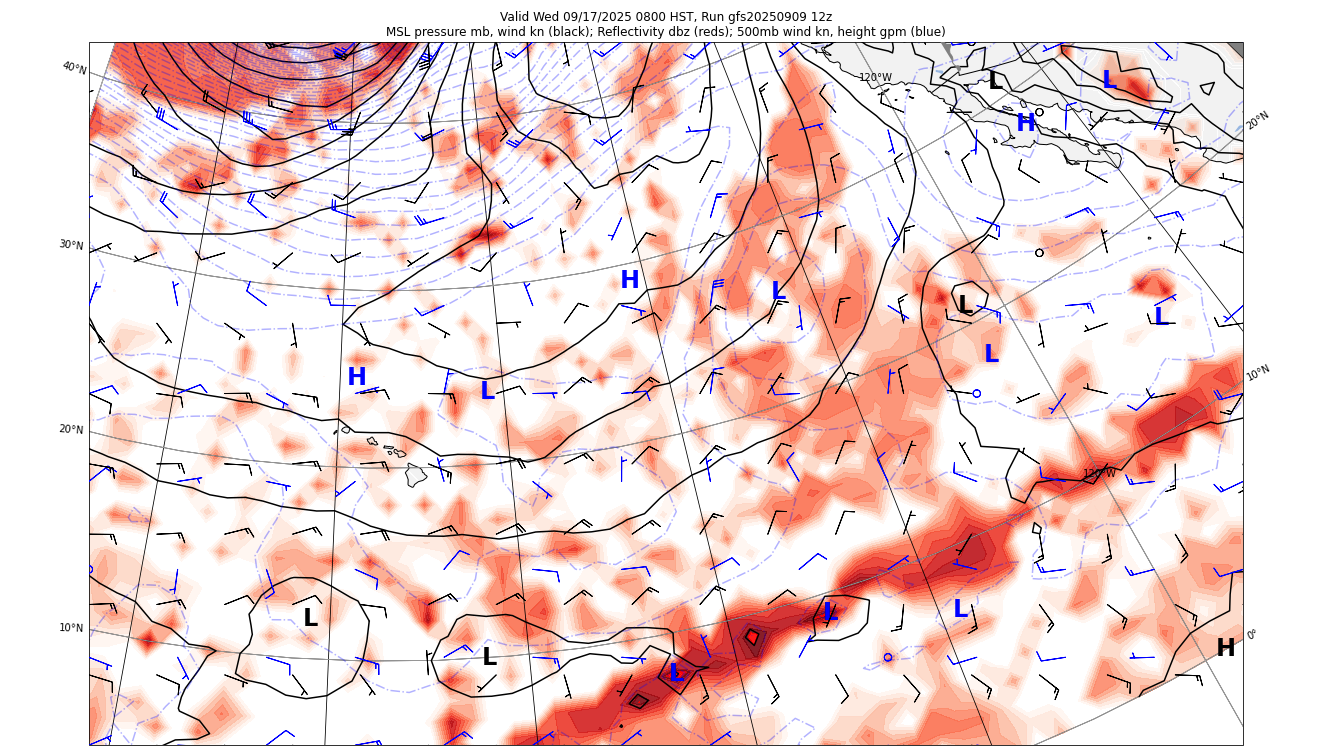 Valid Wed 09/17/2025 0800 HST, Run gfs20250909 12z
MSL pressure mb, wind kn (black); Reflectivity dbz (reds); 500mb wind kn, height gpm (blue)
40°N
120°W
L
L
20°N
H
30°N
H
L
L
L
L
10°N
H
L
20°N
120°W
10°N
L
L
L
0°
L
H
L